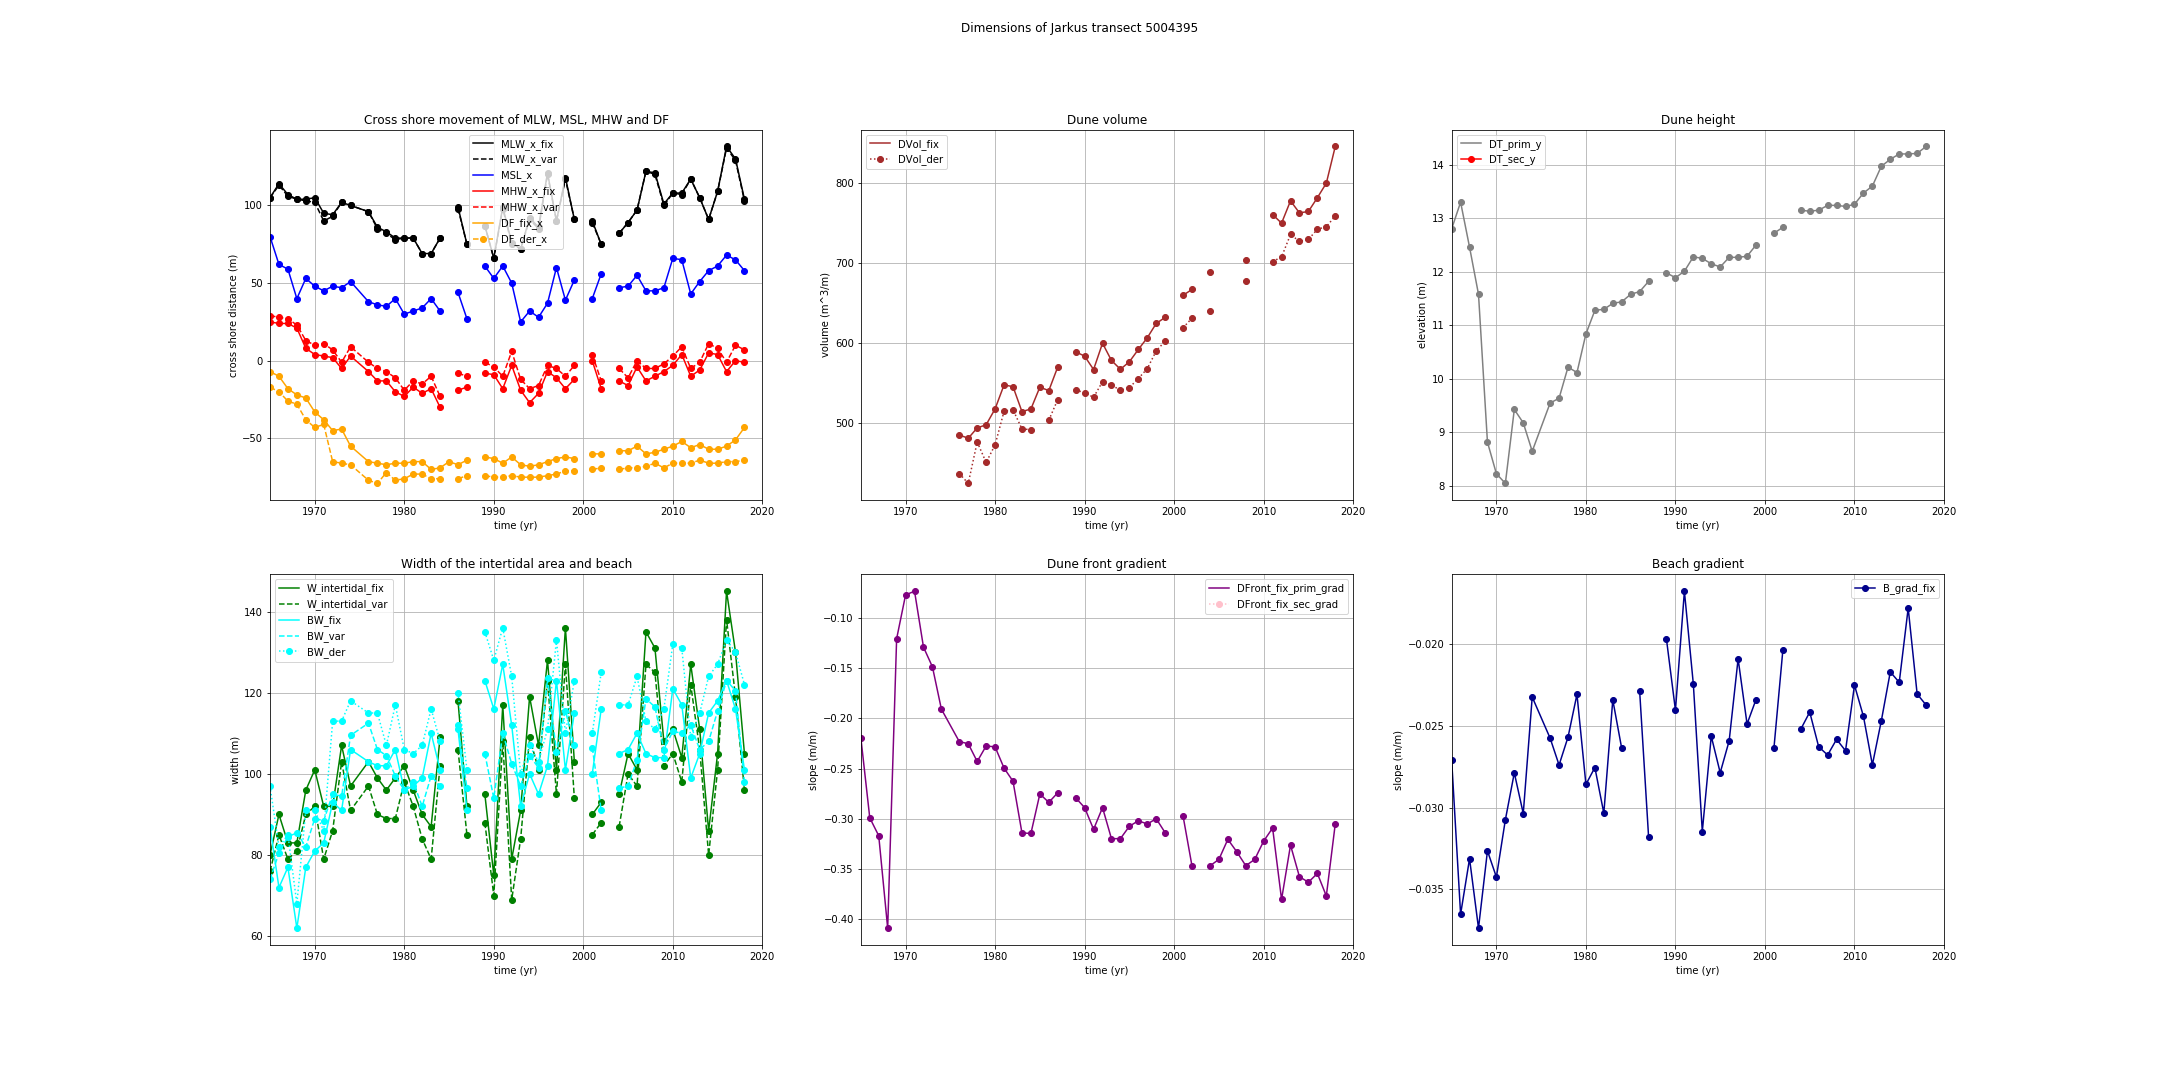 Dimensions of Jarkus transect 5004395
Cross shore movement of MLW, MSL, MHW and DF
MLW_x_fix
MLW_x_var
MSL_x
MHW_x_fix
MHW_x_var
DF_fix_x
DF_der_x
cross shore distance (m)
100
50
0
−50
1970 1980 1990 2000 2010 2020
time (yr)
Dune volume
DVol_fix
DVol_der
volume (m^3/m)
800
700
600
500
1970 1980 1990 2000 2010 2020
time (yr)
Dune height
DT_prim_y
DT_sec_y
elevation (m)
14
13
12
11
10
9
8
1970 1980 1990 2000 2010 2020
time (yr)
Width of the intertidal area and beach
W_intertidal_fix
W_intertidal_var
BW_fix
BW_var
BW_der
width (m)
140
120
100
80
60
1970 1980 1990 2000 2010 2020
time (yr)
Dune front gradient
DFront_fix_prim_grad
DFront_fix_sec_grad
slope (m/m)
−0.10
−0.15
−0.20
−0.25
−0.30
−0.35
−0.40
1970 1980 1990 2000 2010 2020
time (yr)
Beach gradient
B_grad_fix
slope (m/m)
−0.020
−0.025
−0.030
−0.035
1970 1980 1990 2000 2010 2020
time (yr)